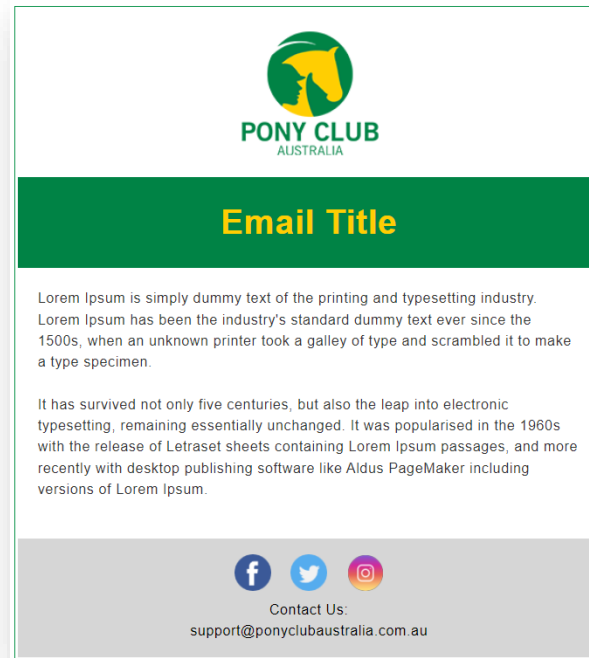 PONY CLUB
AUSTRALIA
Email Title
Lorem Ipsum is simply dummy text of the printing and typesetting industry.
Lorem Ipsum has been the industry's standard dummy text ever since the
1500s, when an unknown printer took a galley of type and scrambled it to make
a type specimen.
It has survived not only five centuries, but also the leap into electronic
typesetting, remaining essentially unchanged. It was popularised in the 1960s
with the release of Letraset sheets containing Lorem Ipsum passages, and more
recently with desktop publishing software like Aldus PageMaker including
versions of Lorem Ipsum.
Contact Us:
support@ponyclubaustralia.com.au